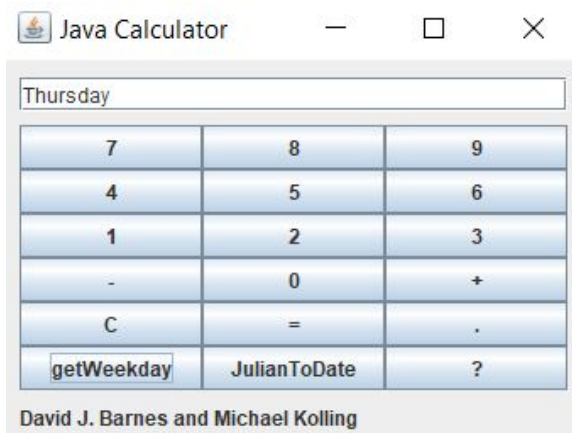 Java Calculator
Thursday
7 8 9
4 5 6
1 2 3
- 0 +
C = .
getWeekday JulianToDate ?
David J. Barnes and Michael Kolling